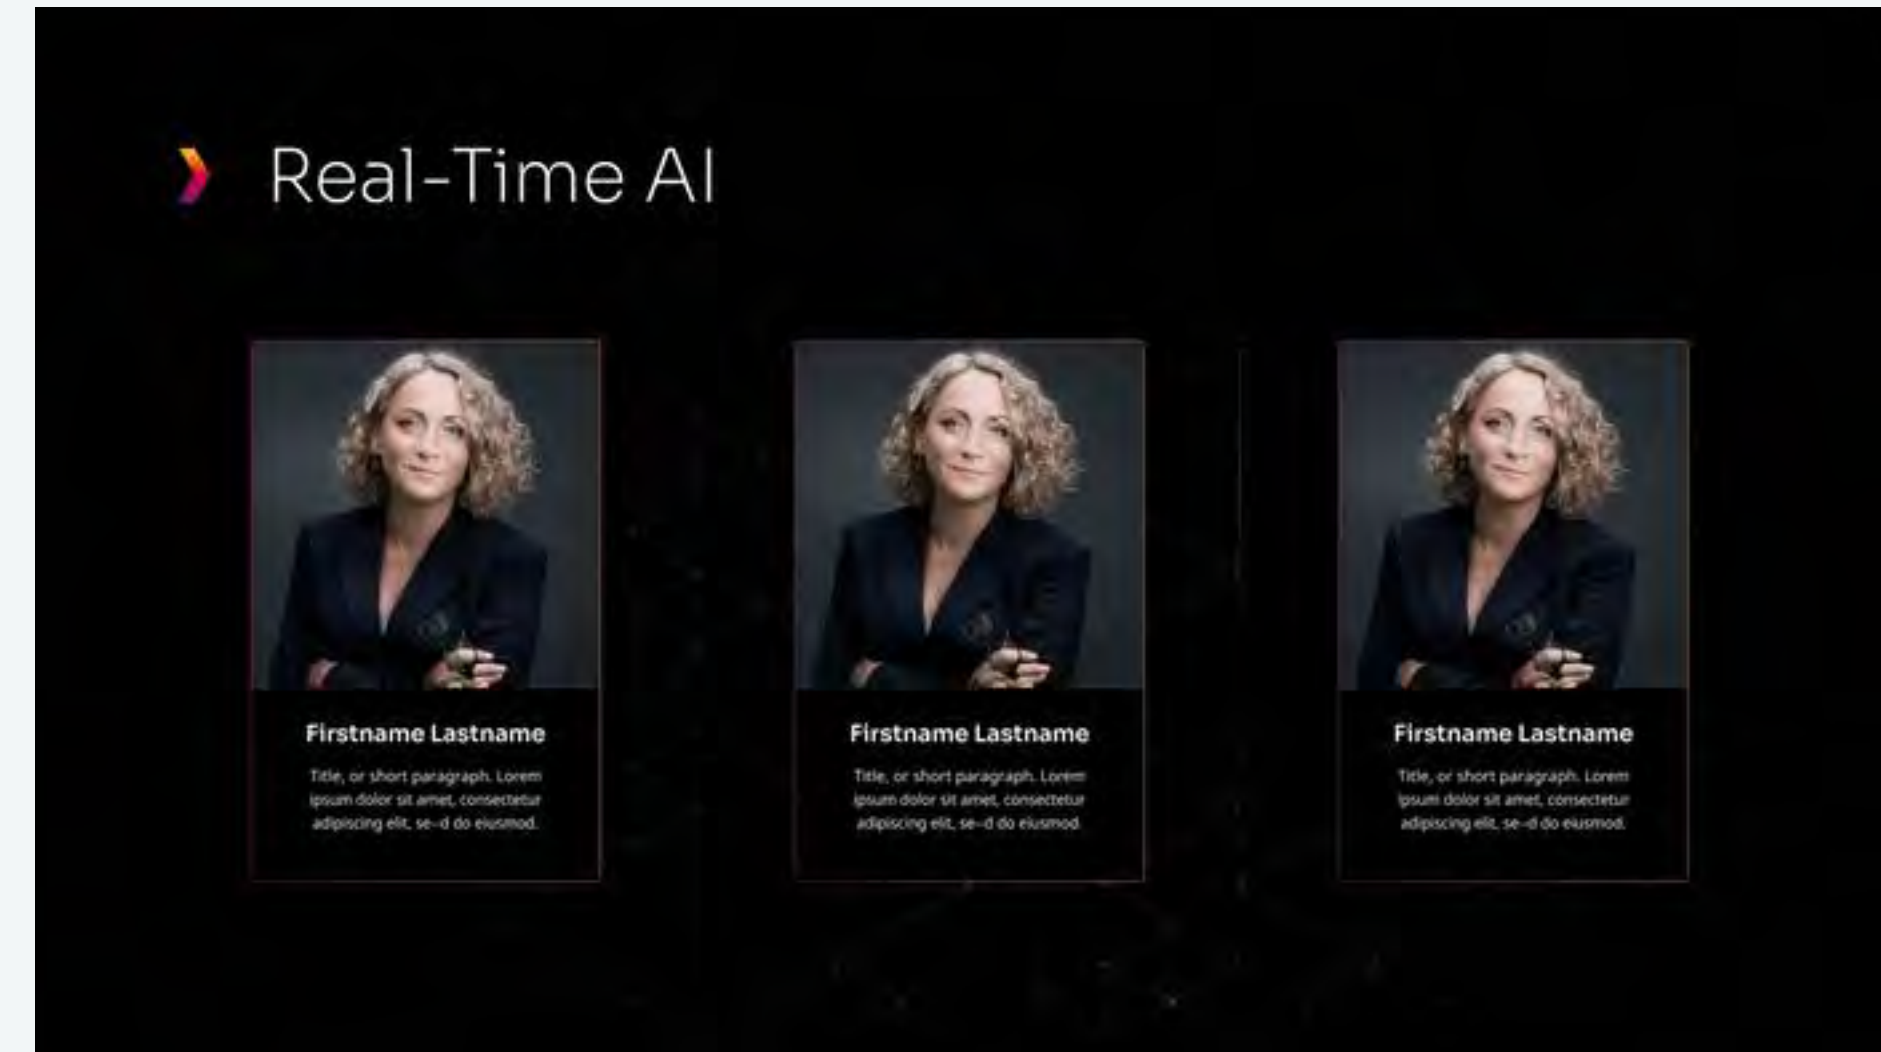 Real-Time AI
Firstname Lastname
Title, or short paragraph. Lorem
ipsum dolor sit amet, consectetur
adipiscing elit, se-d do eiusmod.
Firstname Lastname
Title, or short paragraph. Lorem
ipsum dolor sit amet, consectetur
adipiscing elit, se-d do eiusmod.
Firstname Lastname
Title, or short paragraph. Lorem
ipsum dolor sit amet, consectetur
adipiscing elit, se-d do eiusmod.